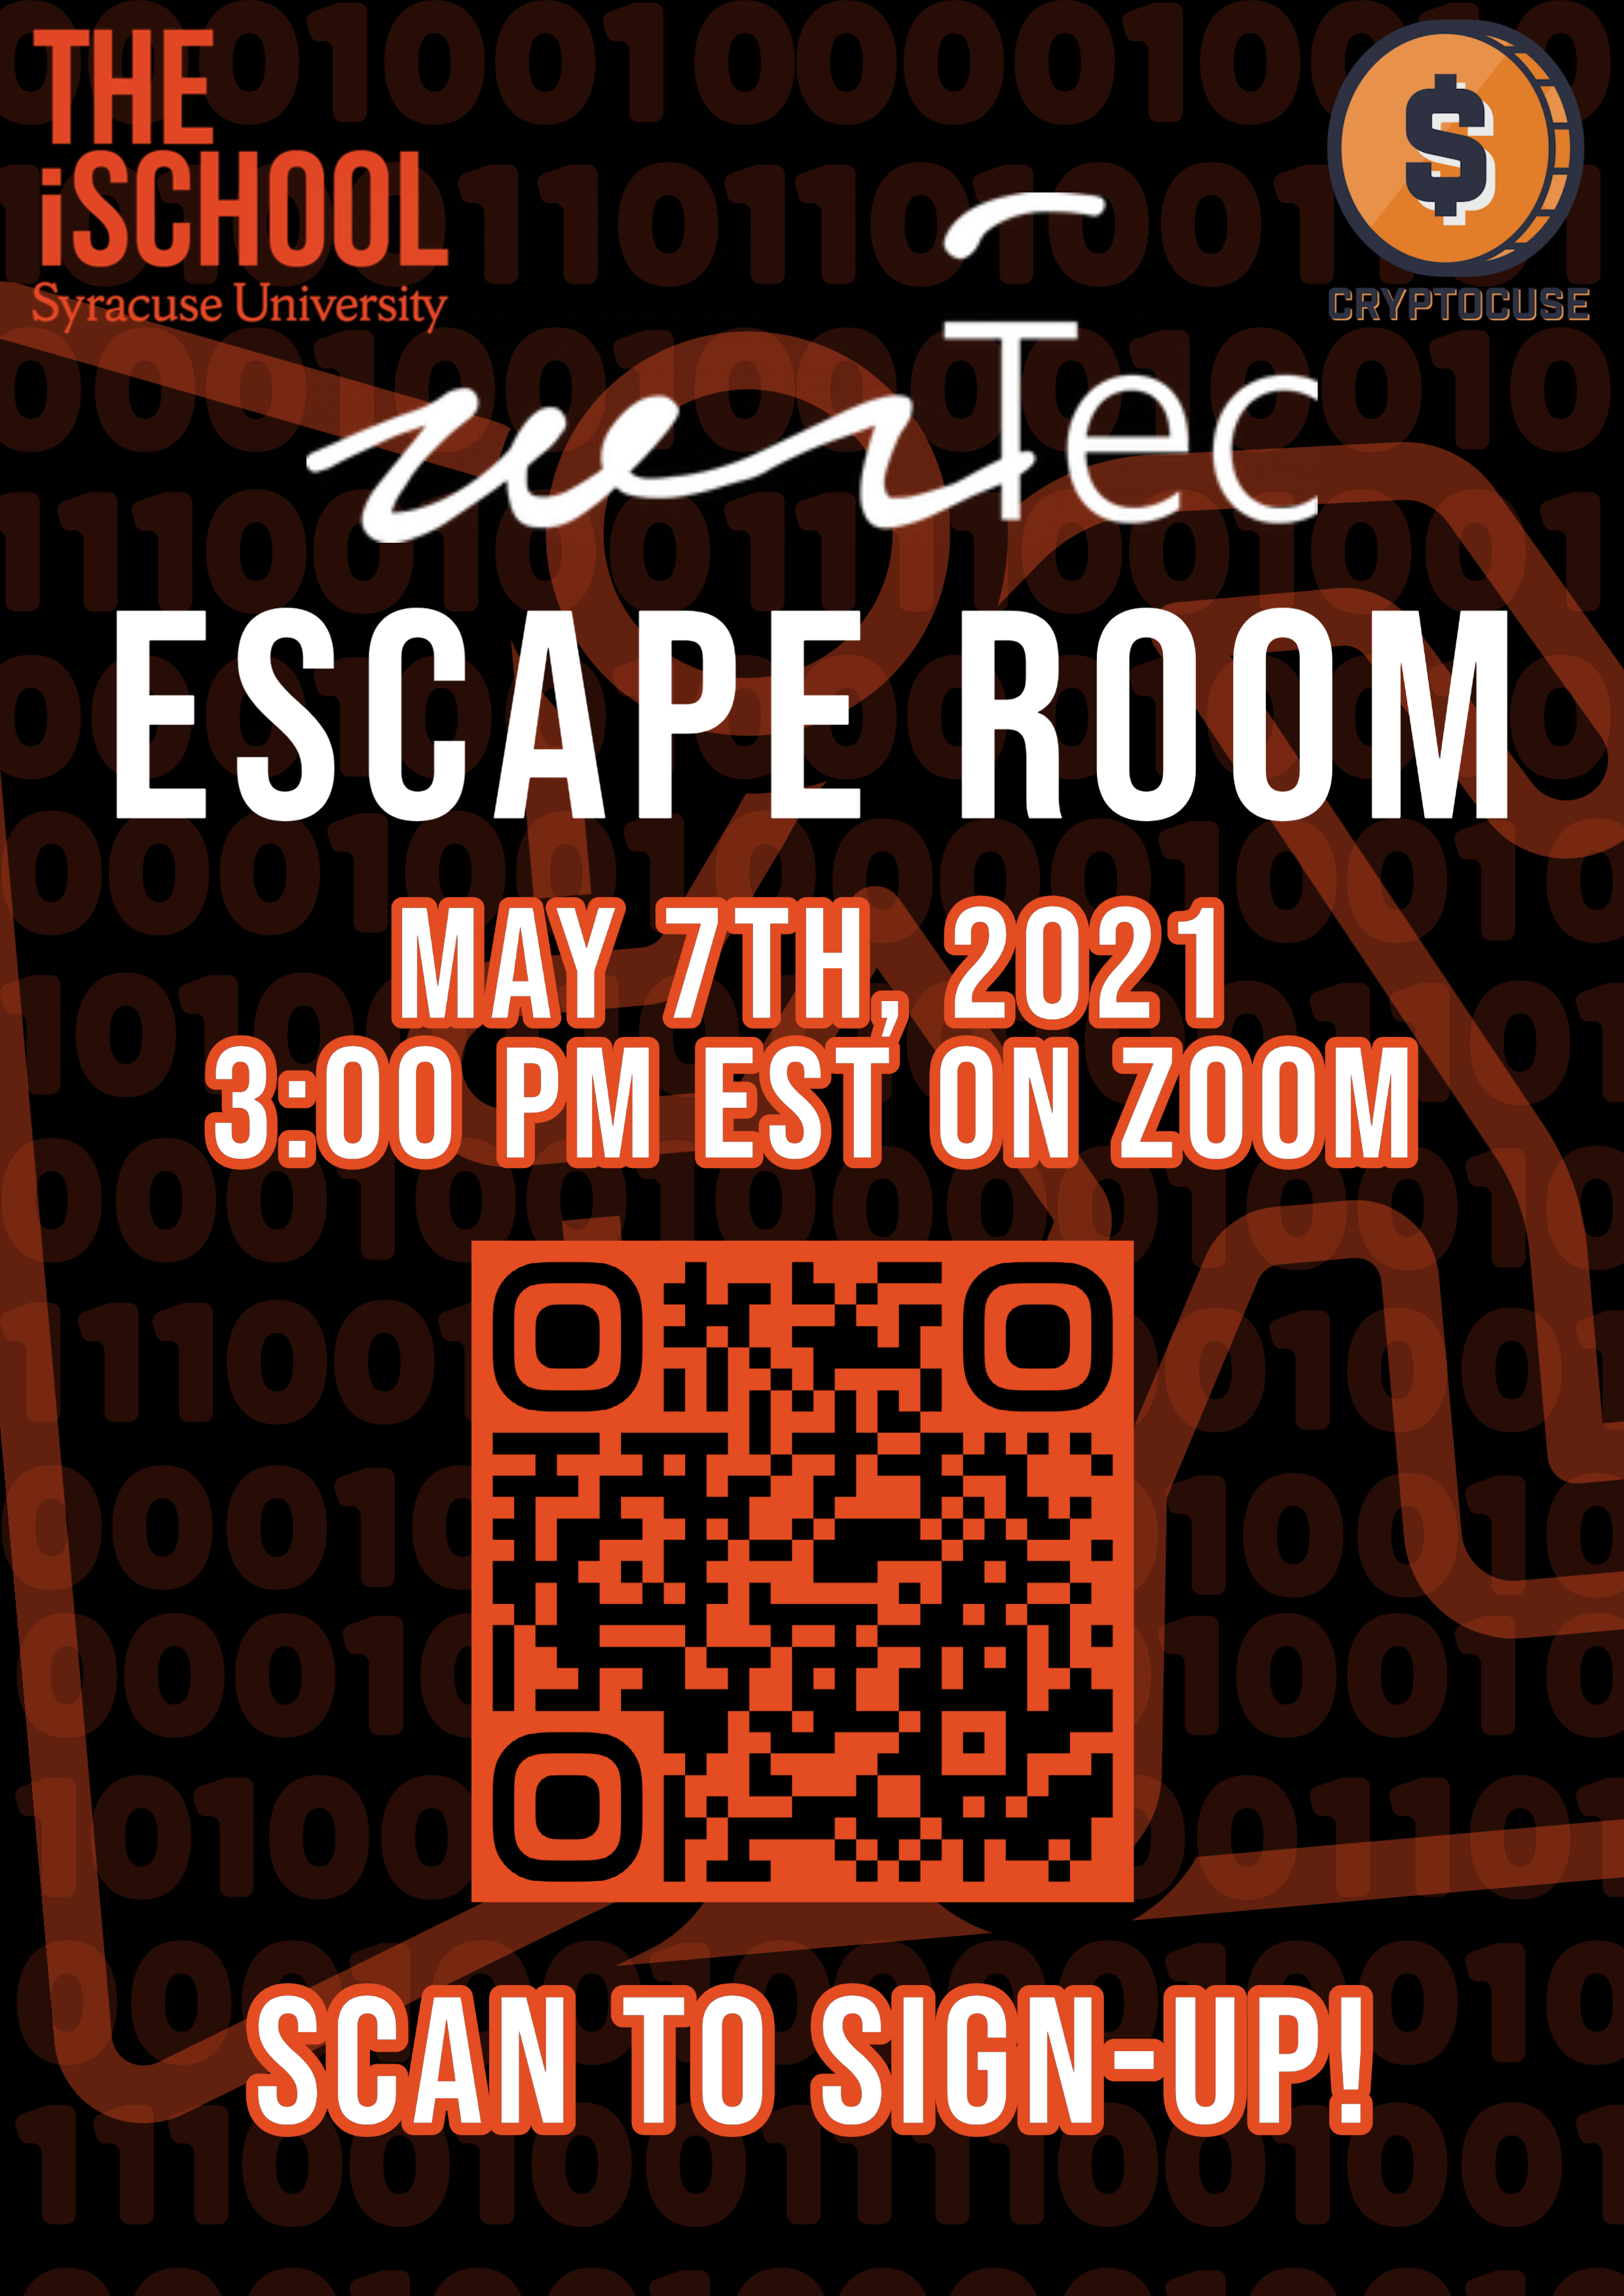 THE
iSCHOOL
Syracuse University
$
CRYPTOCUSE
Tec
ESCAPE ROOM
MAY 7TH, 2021
3:00 PM EST ON ZOOM
SCAN TO SIGN-UP!